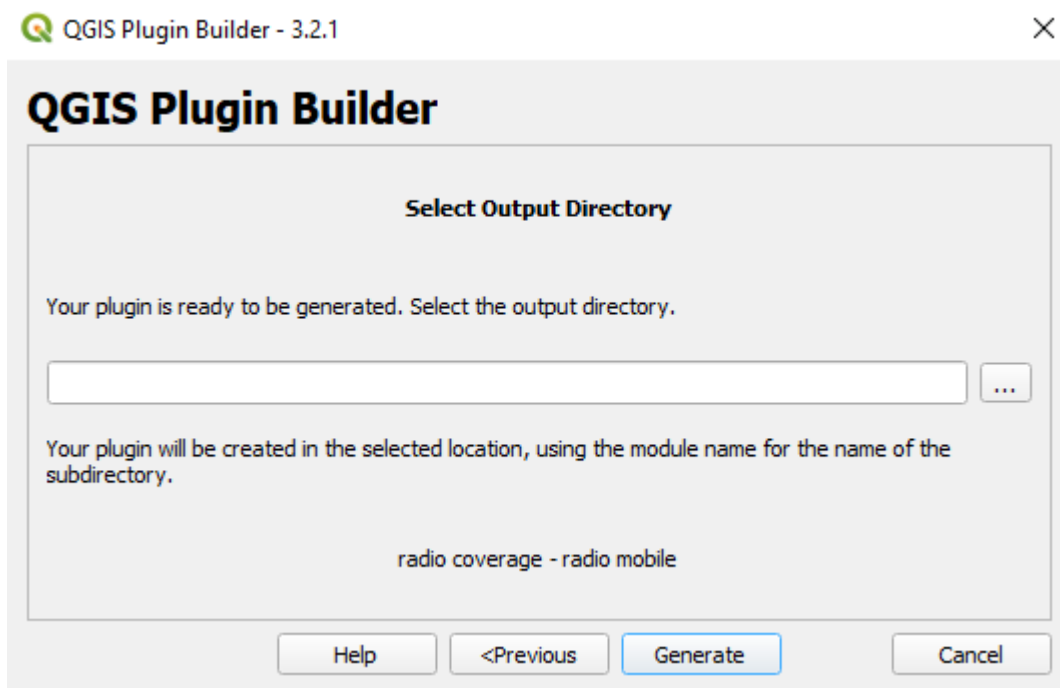 QGIS Plugin Builder - 3.2.1
QGIS Plugin Builder
Select Output Directory
Your plugin is ready to be generated. Select the output directory.
...
Your plugin will be created in the selected location, using the module name for the name of the
subdirectory.
radio coverage - radio mobile
Help
<Previous
Generate
Cancel